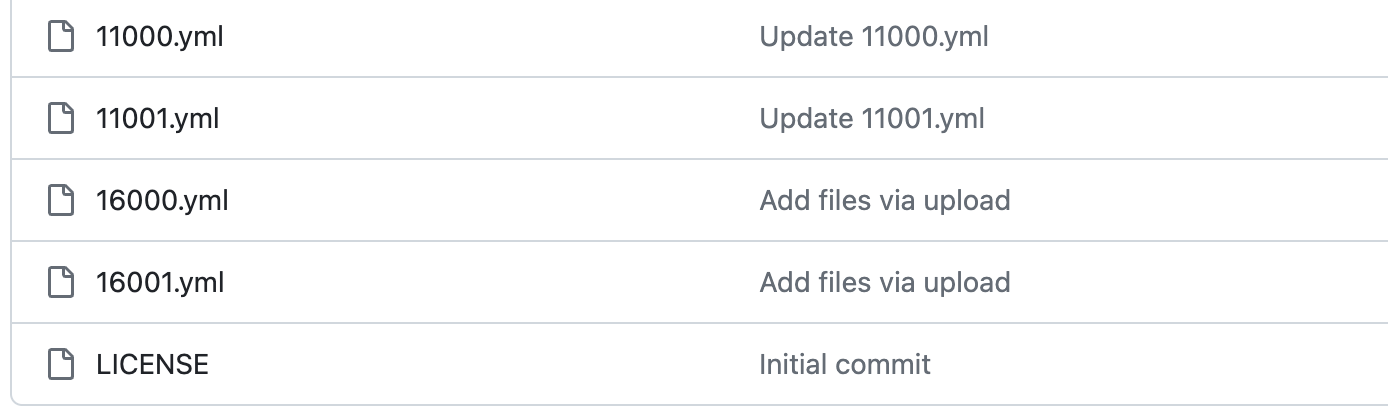 11000.yml Update 11000.yml
11001.yml Update 11001.yml
16000.yml Add files via upload
16001.yml Add files via upload
LICENSE Initial commit